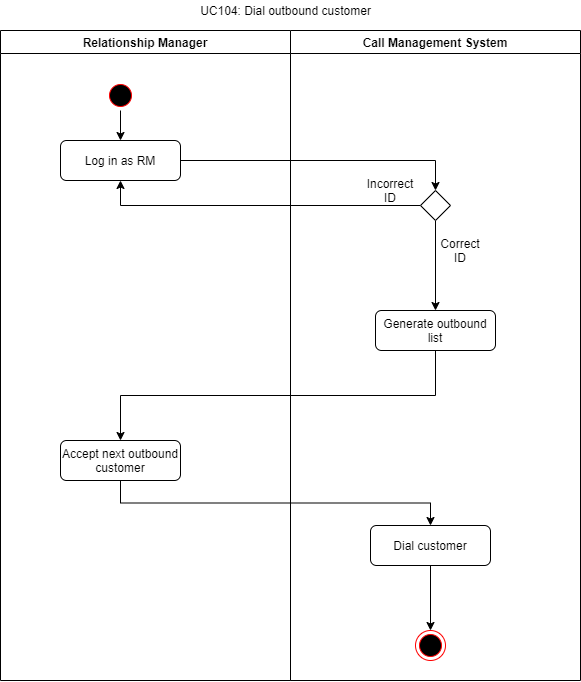 UC104: Dial outbound customer
Relationship Manager
Call Management System
Log in as RM
Incorrect
ID
Correct
ID
Generate outbound
list
Accept next outbound
customer
Dial customer